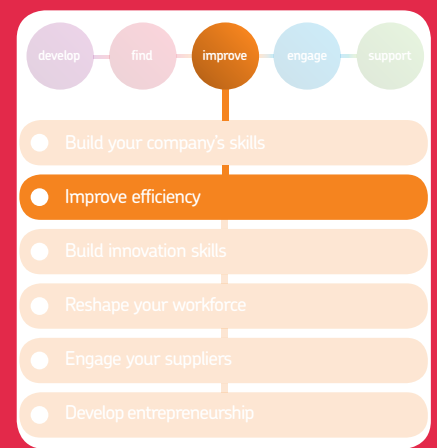 develop
find
improve
engage
support
Build your company's skills
Improve efficiency
Build innovation skills
Reshape your workforce
Engage your suppliers
Develop entrepreneurship